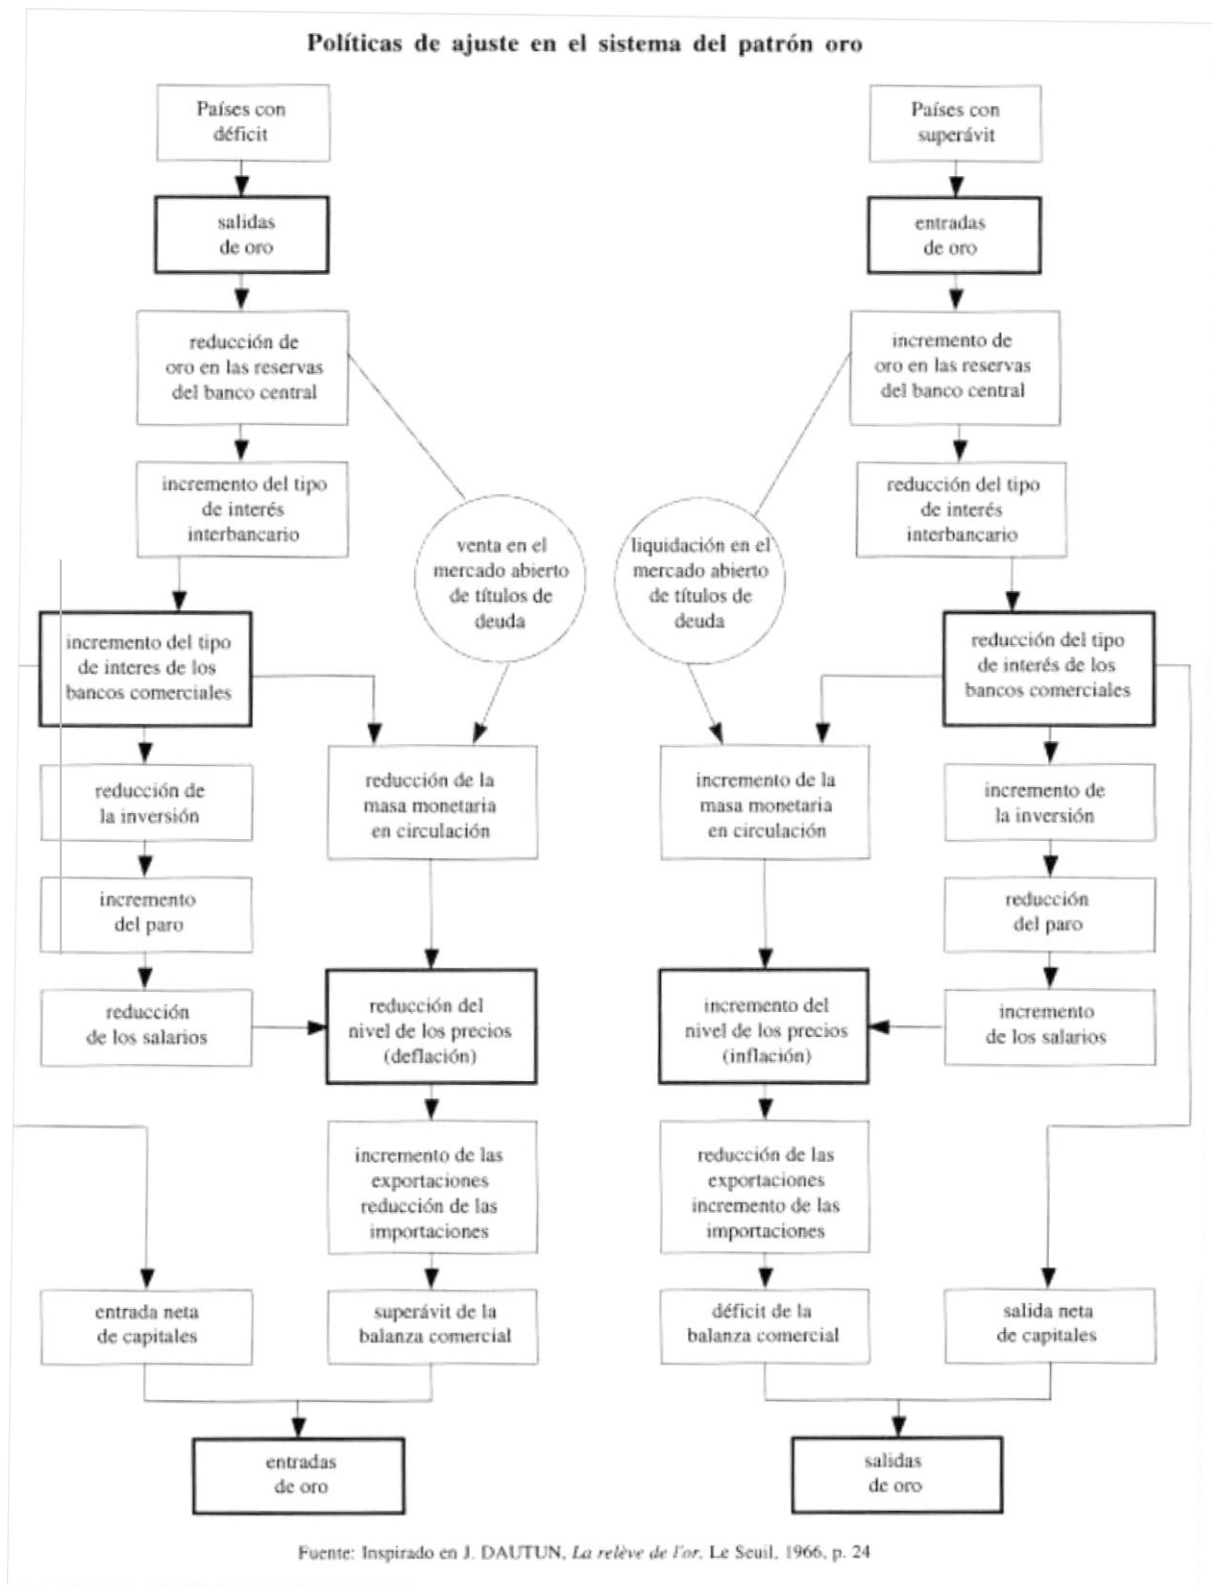 Políticas de ajuste en el sistema del patrón oro
Países con
déficit
salidas
de oro
reducción de
oro en las reservas
del banco central
incremento del tipo
de interés
interbancario
venta en el
mercado abierto
de títulos de
deuda
incremento del tipo
de interes de los
bancos comerciales
reducción de
la inversión
incremento
del paro
reducción
de los salarios
reducción de la
masa monetaria
en circulación
reducción del
nivel de los precios
(deflación)
incremento de las
exportaciones
reducción de las
importaciones
entrada neta
de capitales
superávit de la
balanza comercial
entradas
de oro
Países con
superávit
entradas
de oro
incremento de
oro en las reservas
del banco central
reducción del tipo
de interés
interbancario
liquidación en el
mercado abierto
de títulos de
deuda
reducción del tipo
de interés de los
bancos comerciales
incremento de la
masa monetaria
en circulación
incremento de
la inversión
reducción
del paro
incremento
de los salarios
incremento del
nivel de los precios
(inflación)
reducción de las
exportaciones
incremento de las
importaciones
déficit de la
balanza comercial
salida neta
de capitales
salidas
de oro
Fuente: Inspirado en J. DAUTUN, La relève de l'or, Le Seuil, 1966, p. 24